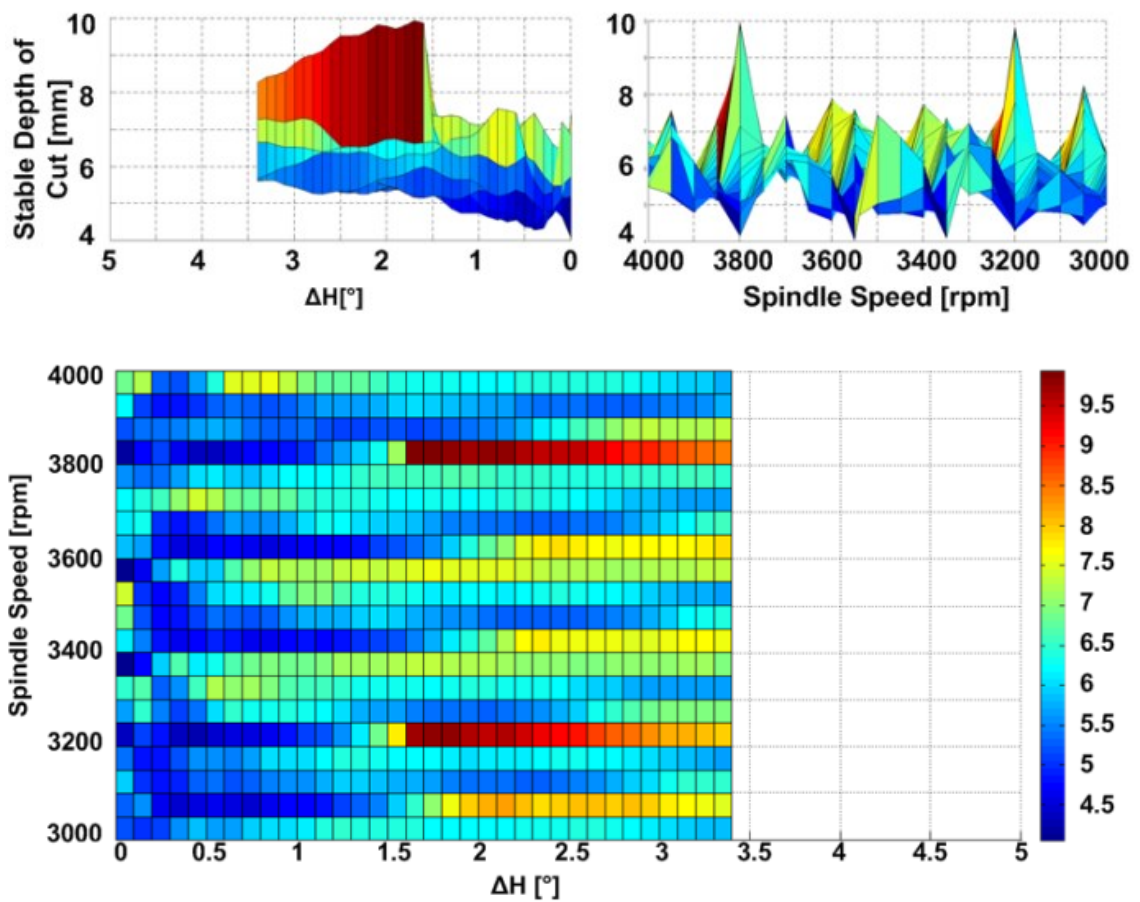 Stable Depth of
Cut [mm]
10
8
6
4
5 4 3 2 1 0
ΔH[°]
10
8
6
4
4000 3800 3600 3400 3200 3000
Spindle Speed [rpm]
Spindle Speed [rpm]
4000
3800
3600
3400
3200
3000
0 0.5 1 1.5 2 2.5 3 3.5 4 4.5 5
ΔH [°]
9.5
9
8.5
8
7.5
7
6.5
6
5.5
5
4.5